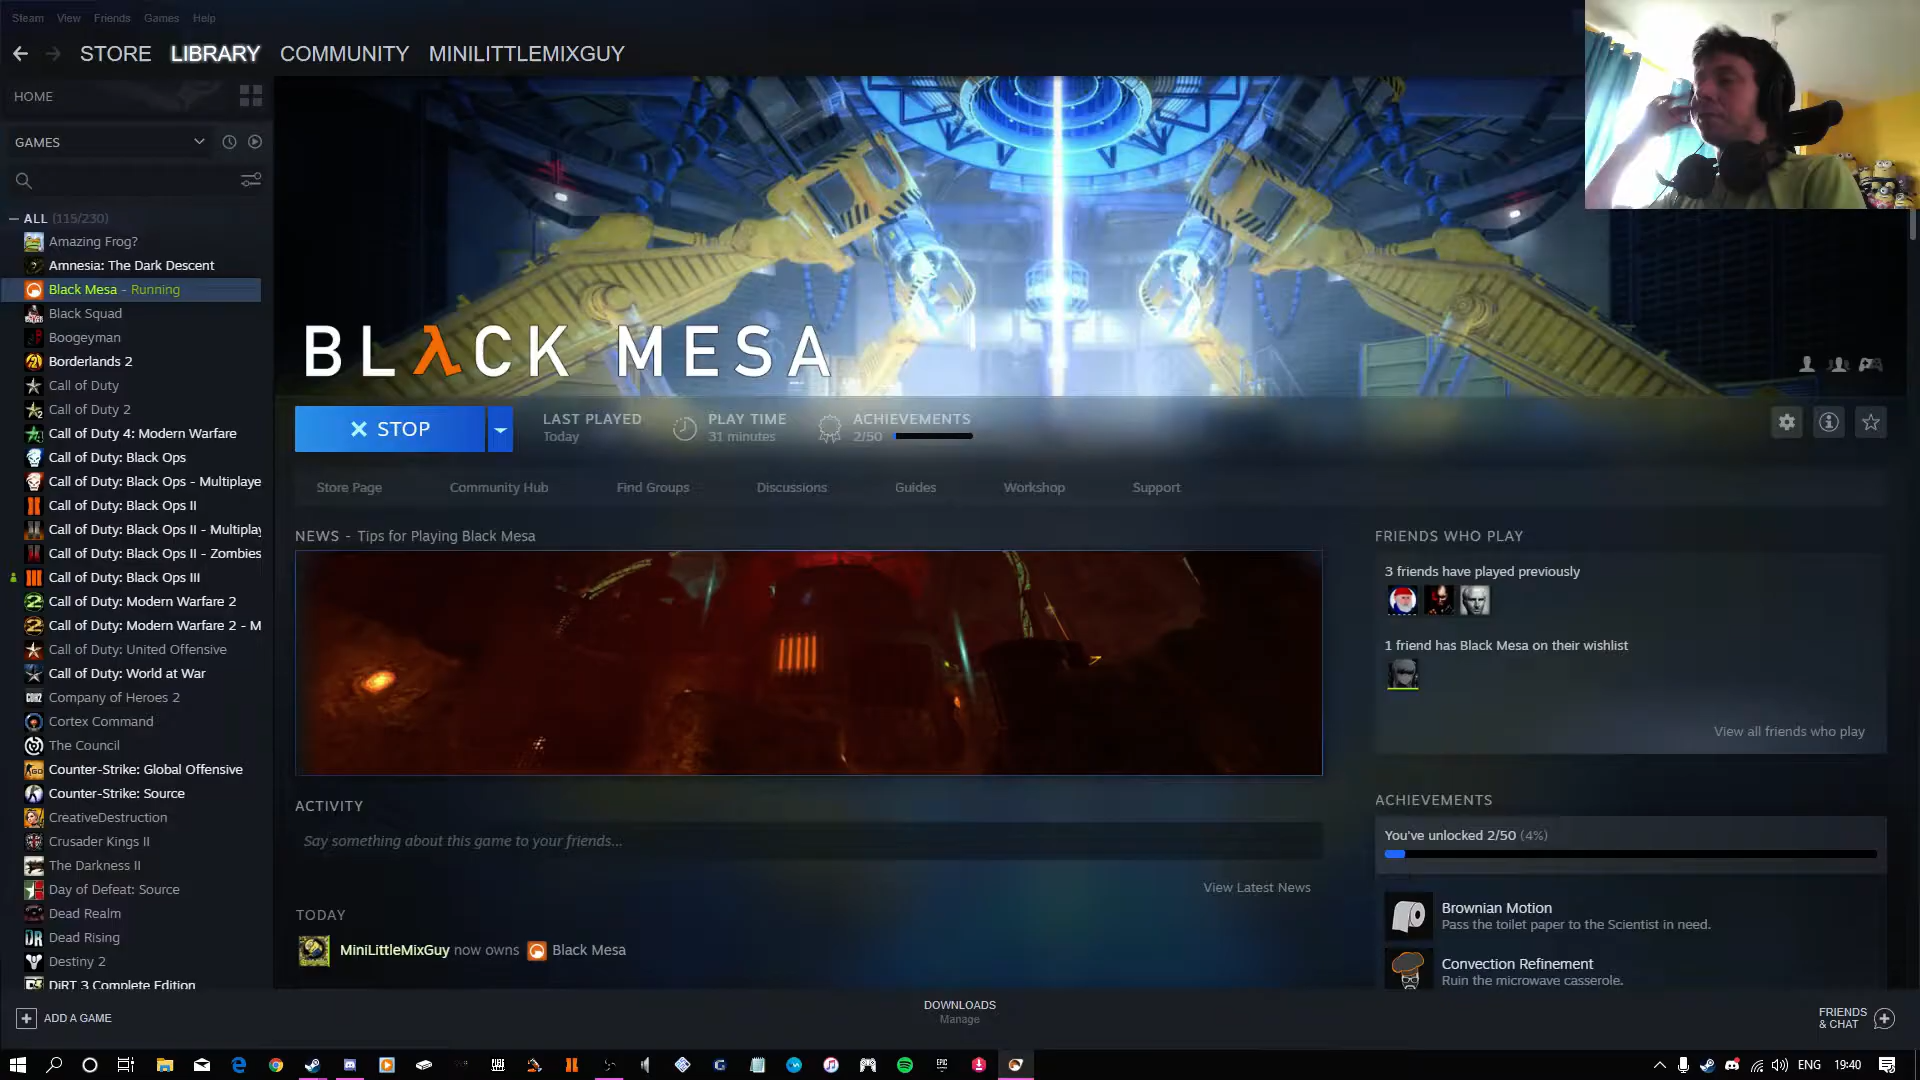 Steam View Friends Games Help
STORE LIBRARY COMMUNITY MINILITTLEMIXGUY
HOME
GAMES
ALL (115/230)
Amazing Frog?
Amnesia: The Dark Descent
Black Mesa - Running
Black Squad
Boogeyman
Borderlands 2
Call of Duty
Call of Duty 2
Call of Duty 4: Modern Warfare
Call of Duty: Black Ops
Call of Duty: Black Ops - Multiplaye
Call of Duty: Black Ops II
Call of Duty: Black Ops II - Multiplay
Call of Duty: Black Ops II - Zombies
Call of Duty: Black Ops III
Call of Duty: Modern Warfare 2
Call of Duty: Modern Warfare 2 - M
Call of Duty: United Offensive
Call of Duty: World at War
Company of Heroes 2
Cortex Command
The Council
Counter-Strike: Global Offensive
Counter-Strike: Source
CreativeDestruction
Crusader Kings II
The Darkness II
Day of Defeat: Source
Dead Realm
Dead Rising
Destiny 2
DiRT 3 Complete Edition
ADD A GAME
BLACK MESA
STOP
LAST PLAYED
Today
PLAY TIME
31 minutes
ACHIEVEMENTS
2/50
Store Page Community Hub Find Groups Discussions Guides Workshop Support
NEWS - Tips for Playing Black Mesa
ACTIVITY
Say something about this game to your friends...
View Latest News
TODAY
MiniLittleMixGuy now owns Black Mesa
FRIENDS WHO PLAY
3 friends have played previously
1 friend has Black Mesa on their wishlist
View all friends who play
ACHIEVEMENTS
You've unlocked 2/50 (4%)
Brownian Motion
Pass the toilet paper to the Scientist in need.
Convection Refinement
Ruin the microwave casserole.
DOWNLOADS
Manage
FRIENDS
& CHAT
ENG 19:40